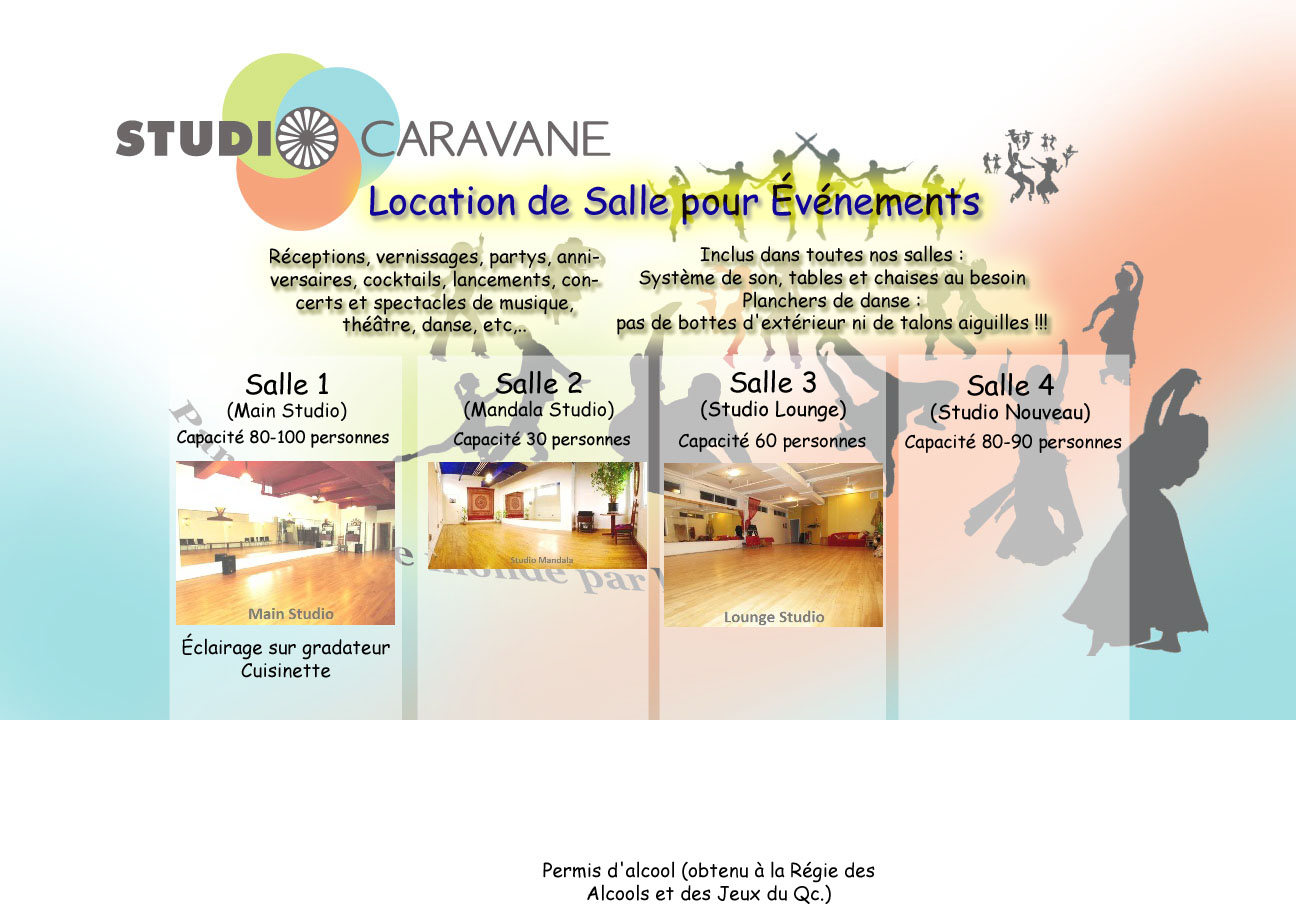 STUDIO CARAVANE
Location de Salle pour Événements
Réceptions, vernissages, partys, anni-
versaires, cocktails, lancements, con-
certs et spectacles de musique,
théâtre, danse, etc,..
Inclus dans toutes nos salles :
Système de son, tables et chaises au besoin
Planchers de danse :
pas de bottes d'extérieur ni de talons aiguilles !!!
Salle 1
(Main Studio)
Capacité 80-100 personnes
Main Studio
Éclairage sur gradateur
Cuisinette
Salle 2
(Mandala Studio)
Capacité 30 personnes
Studio Mandala
Salle 3
(Studio Lounge)
Capacité 60 personnes
Lounge Studio
Salle 4
(Studio Nouveau)
Capacité 80-90 personnes
monde par
Permis d'alcool (obtenu à la Régie des
Alcools et des Jeux du Qc.)